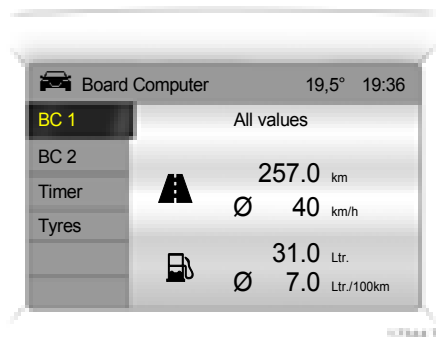 Board Computer 19,5° 19:36
BC 1
All values
BC 2
Timer
Tyres
257.0 km
Ø 40 km/h
31.0 Ltr.
Ø 7.0 Ltr./100km